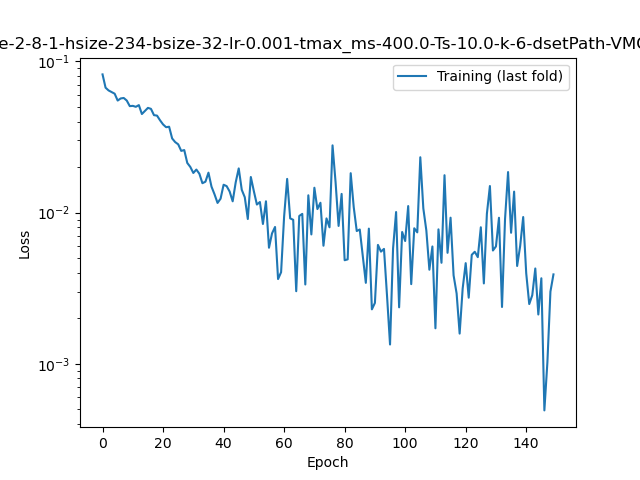 e-2-8-1-hsize-234-bsize-32-lr-0.001-tmax_ms-400.0-Ts-10.0-k-6-dsetPath-VMC
Training (last fold)
Loss
10⁻¹
10⁻²
10⁻³
0 20 40 60 80 100 120 140
Epoch